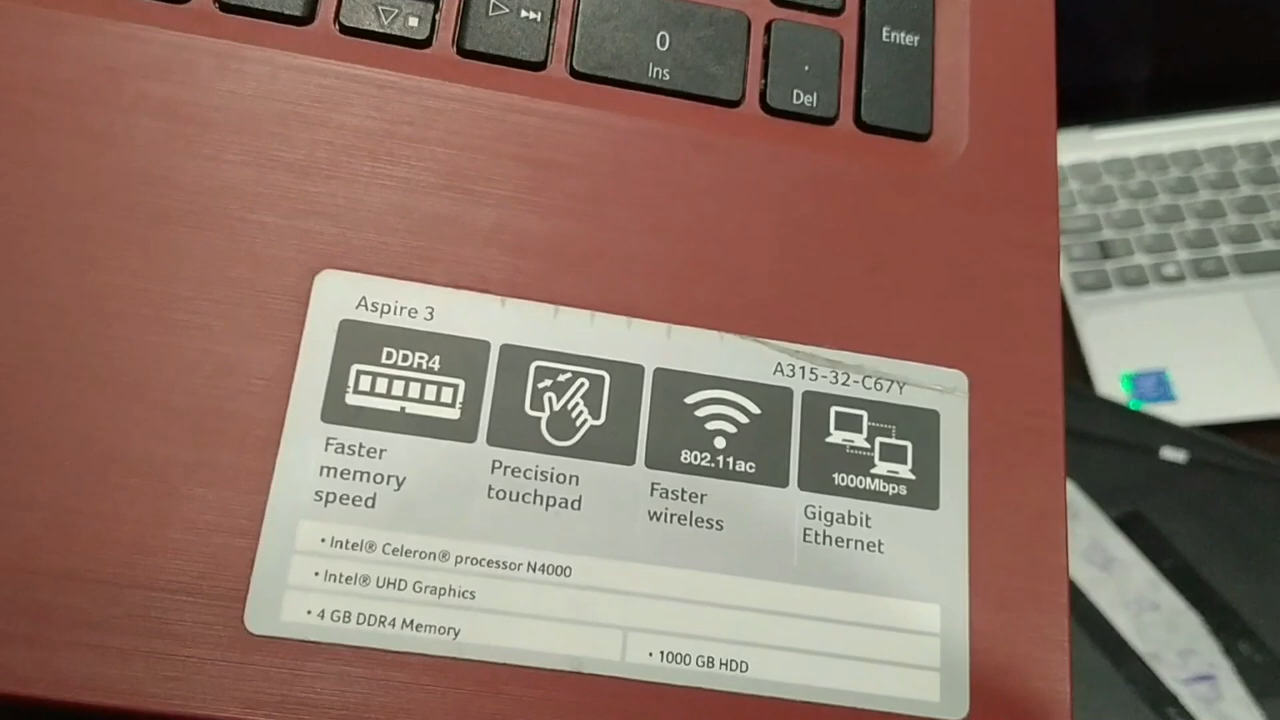 0
Ins
.
Del
Enter
Aspire 3
A315-32-C67Y
DDR4
802.11ac
1000Mbps
Faster
memory
speed
Precision
touchpad
Faster
wireless
Gigabit
Ethernet
• Intel® Celeron® processor N4000
• Intel® UHD Graphics
• 4 GB DDR4 Memory
• 1000 GB HDD